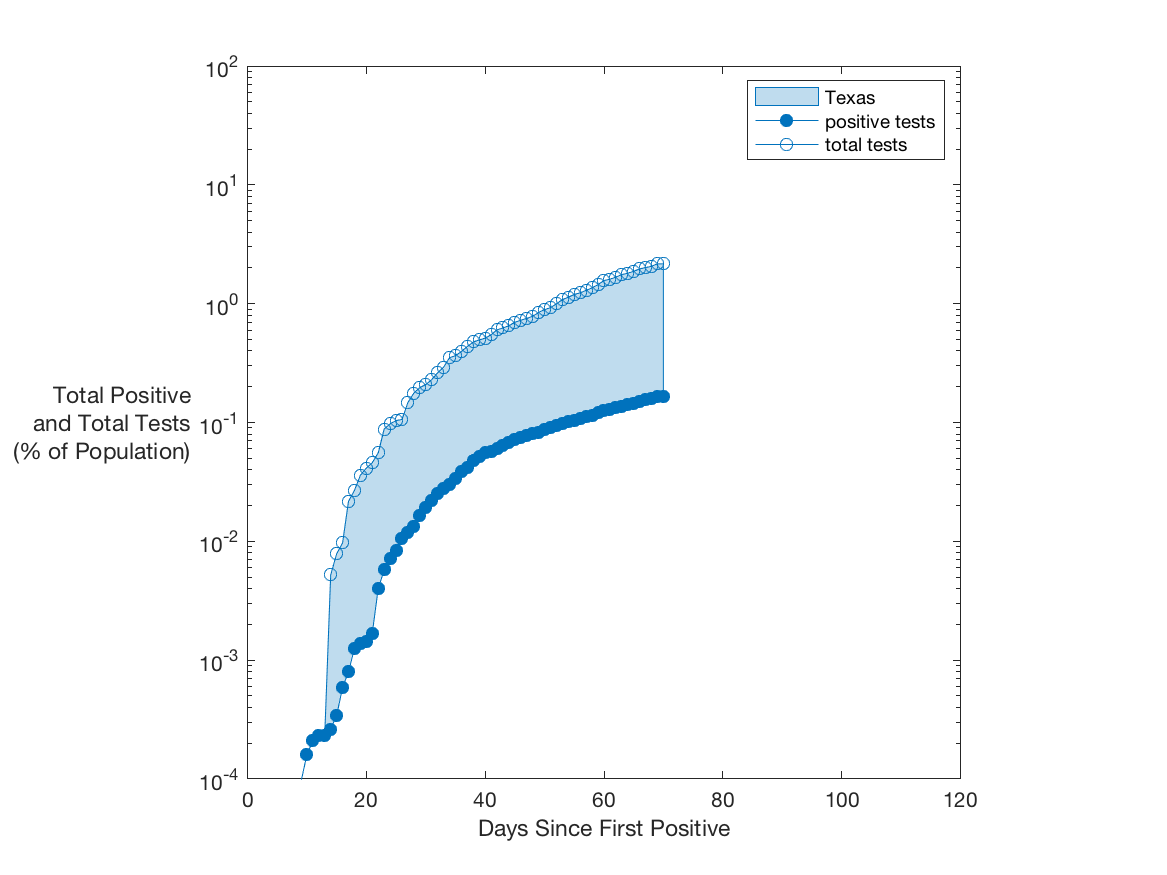 10^2
10^1
10^0
10^-1
10^-2
10^-3
10^-4
Total Positive
and Total Tests
(% of Population)
Texas
positive tests
total tests
0 20 40 60 80 100 120
Days Since First Positive